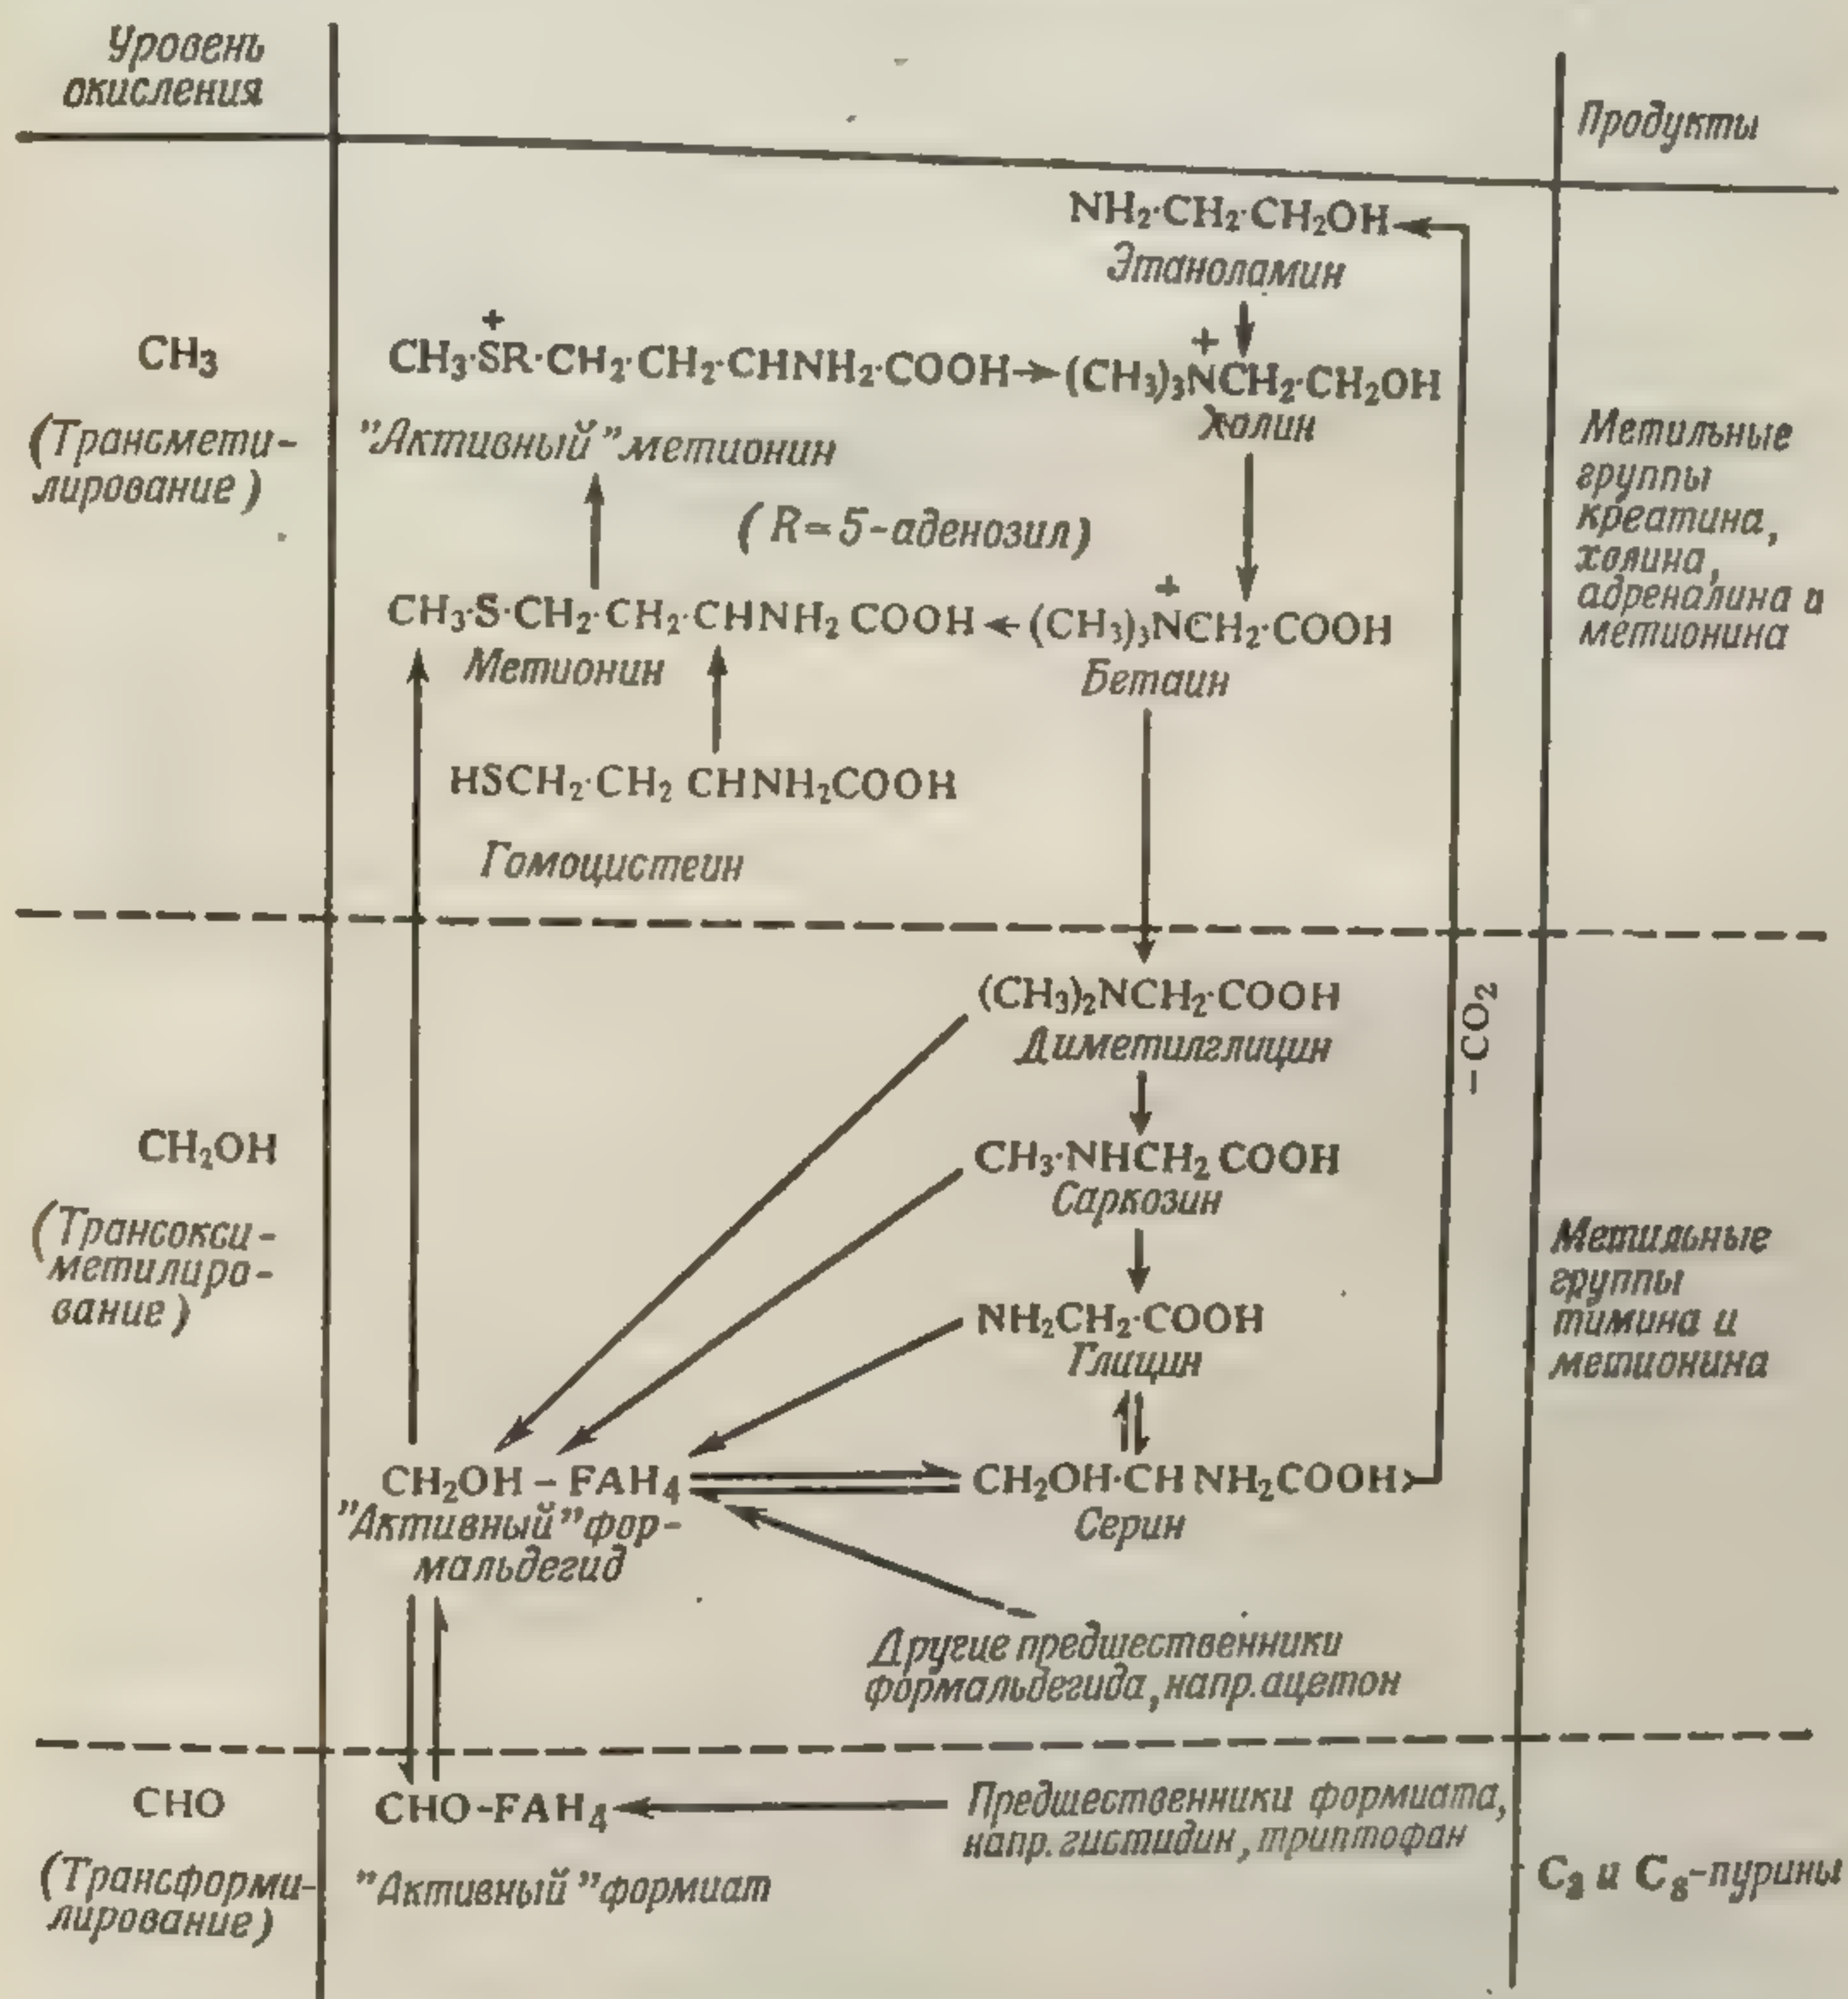 Уровень
окисления
Продукты
NH₂·CH₂·CH₂OH
Этаноламин
CH₃
(Трансмети-
лирование)
+
CH₃·SR·CH₂·CH₂·CHNH₂·COOH
"Активный" метионин
(R=5-аденозил)
+
(CH₃)₃NCH₂·CH₂OH
Холин
CH₃·S·CH₂·CH₂·CHNH₂ COOH
Метионин
+
(CH₃)₃NCH₂·COOH
Бетаин
HSCH₂·CH₂ CHNH₂COOH
Гомоцистеин
Метильные
группы
креатина,
холина,
адреналина и
метионина
CH₂OH
(Трансокси-
метилиро-
вание)
(CH₃)₂NCH₂·COOH
Диметилглицин
CH₃·NHCH₂ COOH
Саркозин
NH₂CH₂·COOH
Глицин
– CO₂
CH₂OH – FAH₄
"Активный" фор-
мальдегид
CH₂OH·CH NH₂COOH
Серин
Другие предшественники
формальдегида, напр. ацетон
Метильные
группы
тимина и
метионина
CHO
(Трансформи-
лирование)
CHO-FAH₄
"Активный" формиат
Предшественники формиата,
напр. гистидин, триптофан
C₂ и C₈-пурины